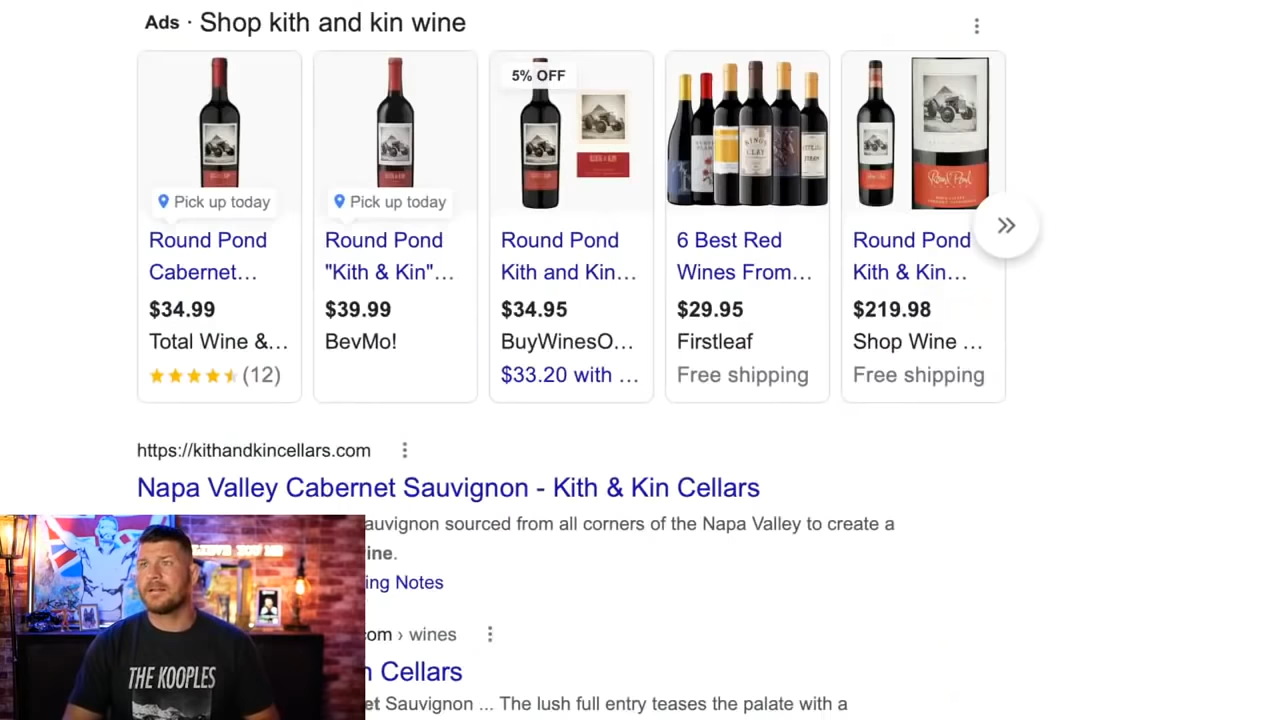 Ads · Shop kith and kin wine
5% OFF
Pick up today
Pick up today
Round Pond
Cabernet...
$34.99
Total Wine &...
(12)
Round Pond
"Kith & Kin"...
$39.99
BevMo!
Round Pond
Kith and Kin...
$34.95
BuyWinesO...
$33.20 with ...
6 Best Red
Wines From...
$29.95
Firstleaf
Free shipping
Round Pond
Kith & Kin...
$219.98
Shop Wine ...
Free shipping
https://kithandkincellars.com
Napa Valley Cabernet Sauvignon - Kith & Kin Cellars
auvignon sourced from all corners of the Napa Valley to create a
ine.
ing Notes
com › wines
n Cellars
et Sauvignon ... The lush full entry teases the palate with a
THE KOOPLES